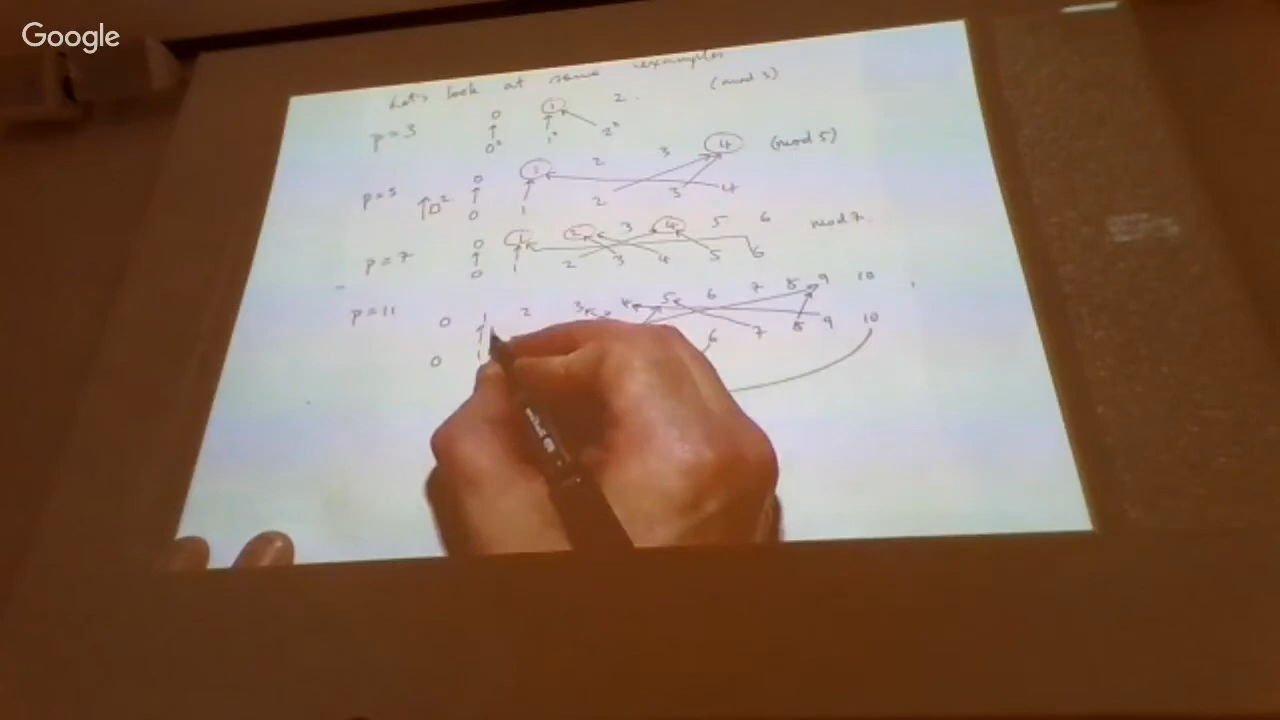 Google
Let's look at some examples
p=3 0 1 2. (mod 3)
0² 1² 2²
p=5 0 1 2 3 4 (mod 5)
↑□² 0 1 2 3 4
p=7 0 1 2 3 4 5 6 mod 7.
0 1 2 3 4 5 6
p=11 0 1 2 3 4 5 6 7 8 9 10
0 1 6 7 8 9 10